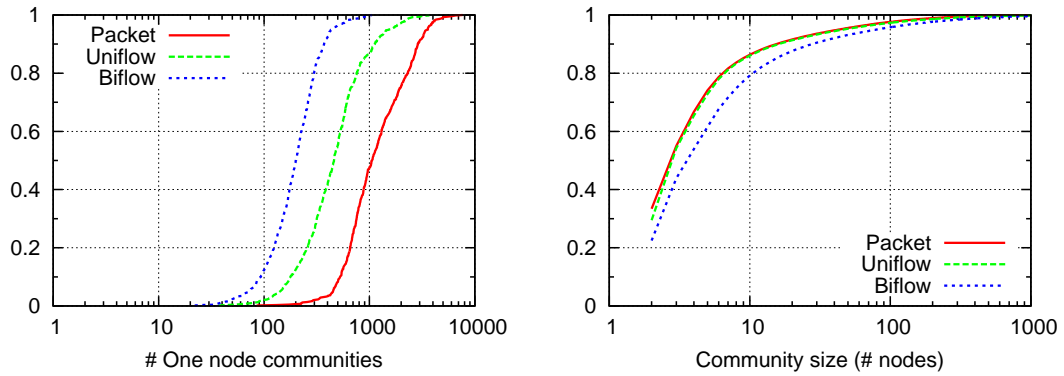 1
0.8
0.6
0.4
0.2
0
1 10 100 1000 10000
# One node communities
Packet
Uniflow
Biflow
1
0.8
0.6
0.4
0.2
0
1 10 100 1000
Community size (# nodes)
Packet
Uniflow
Biflow